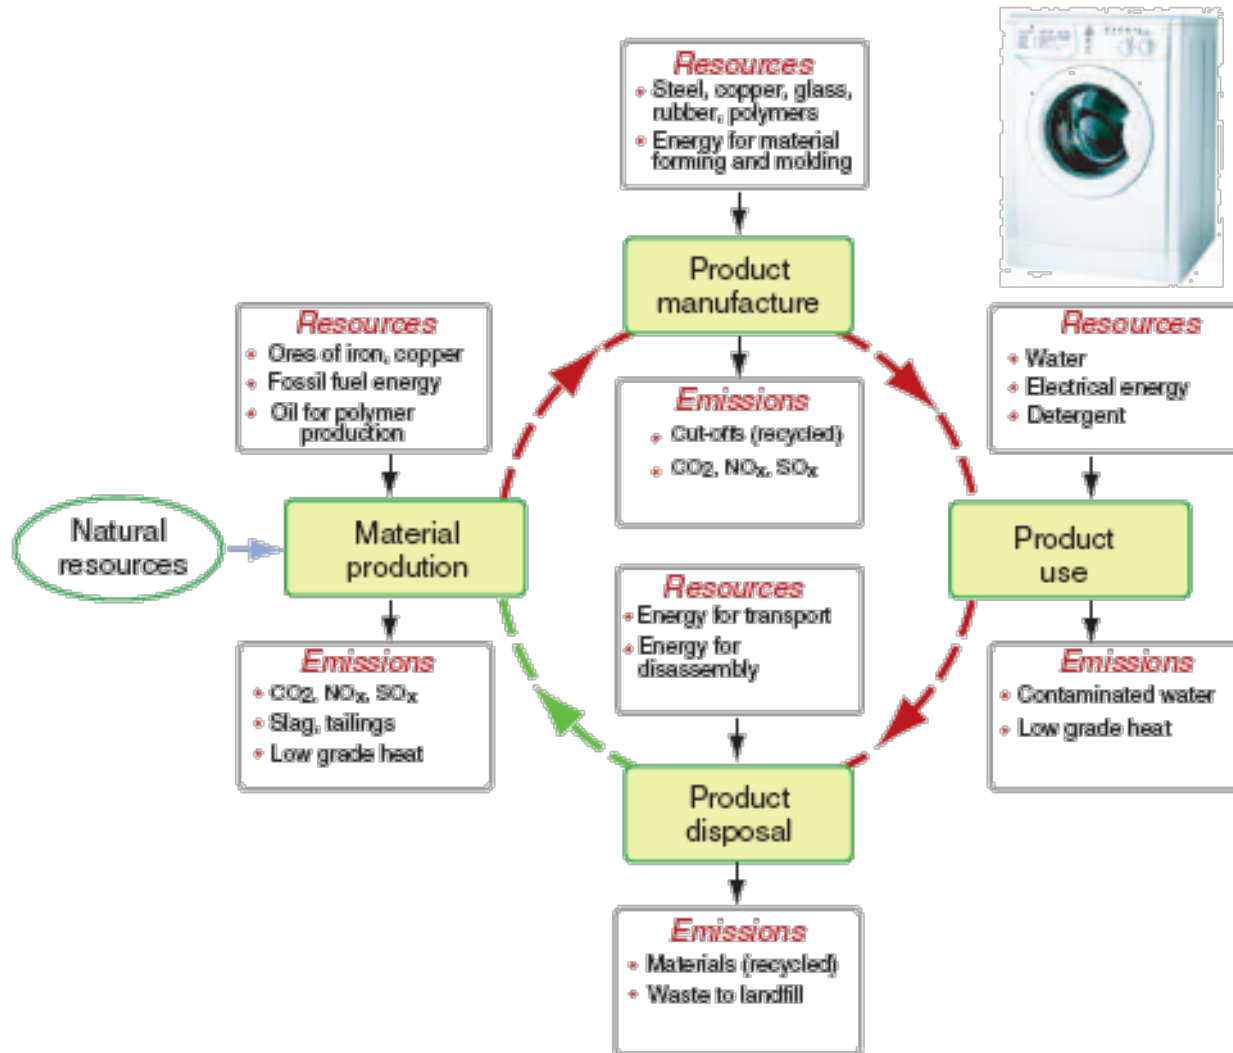 Resources
Steel, copper, glass,
rubber, polymers
Energy for material
forming and molding
Product
manufacture
Emissions
Cut-offs (recycled)
CO2, NOx, SOx
Resources
Ores of iron, copper
Fossil fuel energy
Oil for polymer
production
Natural
resources
Material
prodution
Emissions
CO2, NOx, SOx
Slag, tailings
Low grade heat
Resources
Water
Electrical energy
Detergent
Product
use
Emissions
Contaminated water
Low grade heat
Resources
Energy for transport
Energy for
disassembly
Product
disposal
Emissions
Materials (recycled)
Waste to landfill